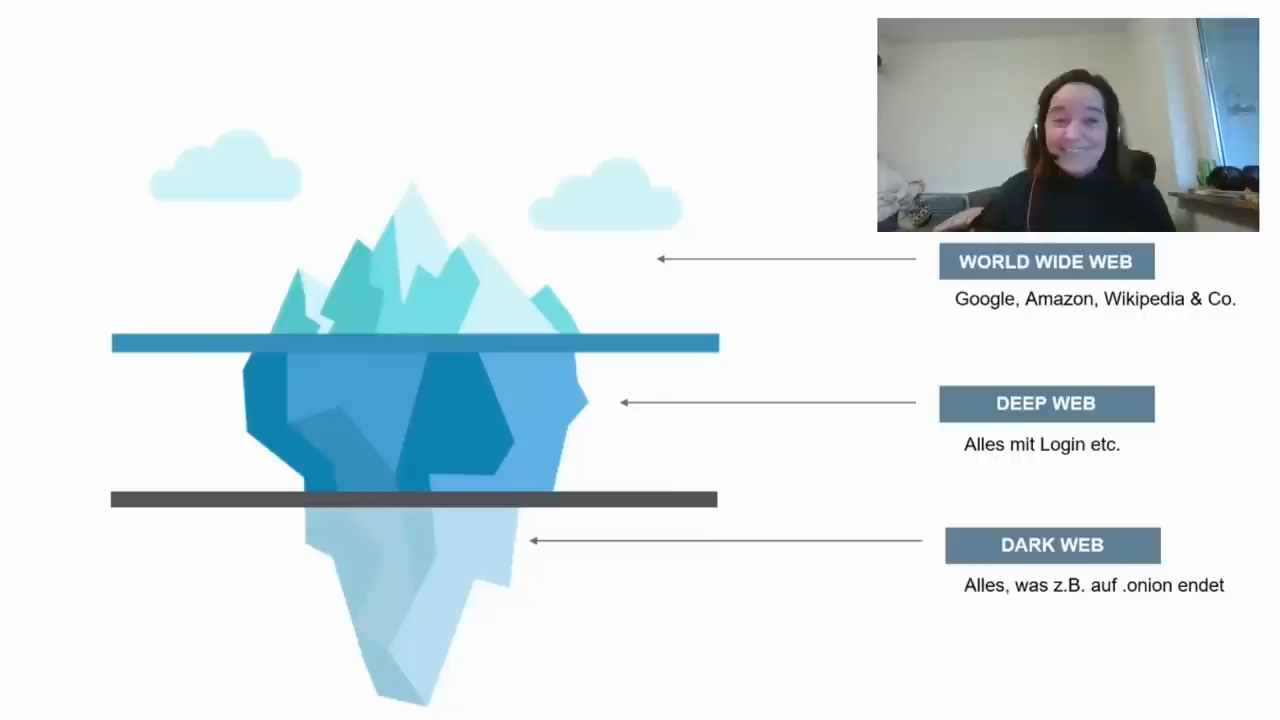 WORLD WIDE WEB
Google, Amazon, Wikipedia & Co.
DEEP WEB
Alles mit Login etc.
DARK WEB
Alles, was z.B. auf .onion endet